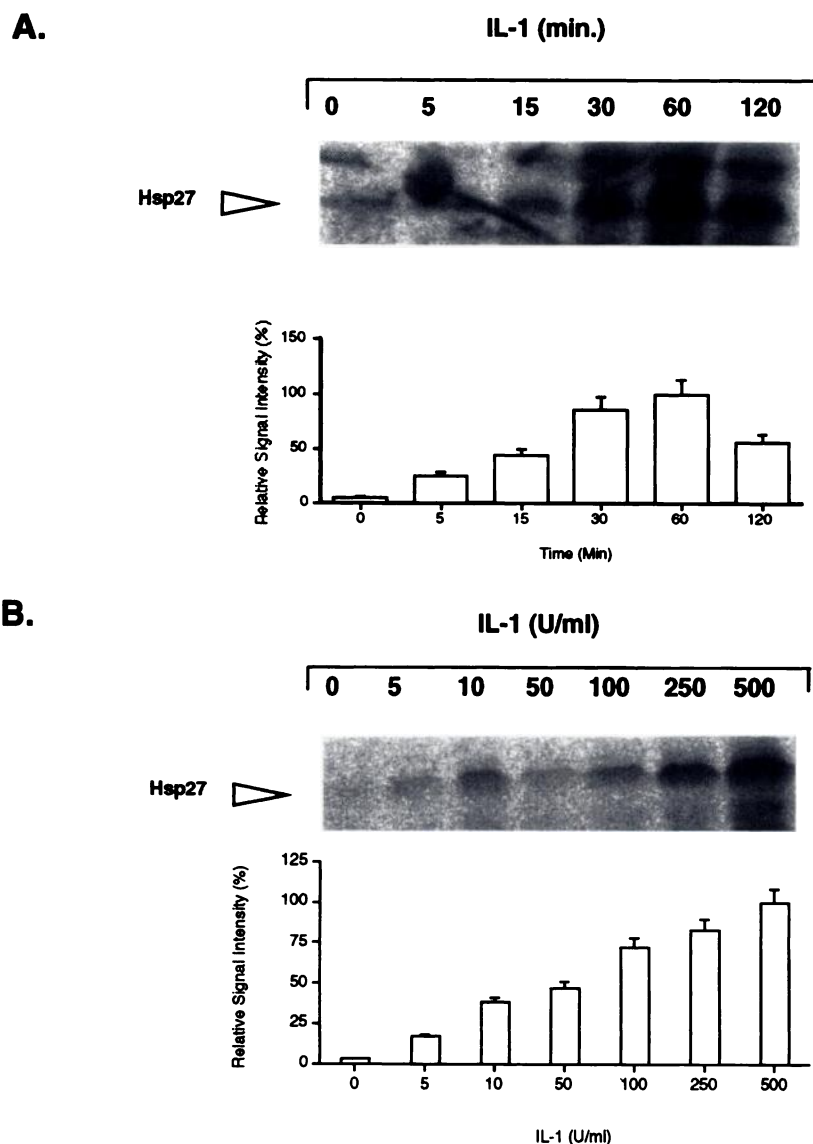 A.
IL-1 (min.)
0 5 15 30 60 120
Hsp27
Relative Signal Intensity (%)
150
100
50
0
0 5 15 30 60 120
Time (Min)
B.
IL-1 (U/ml)
0 5 10 50 100 250 500
Hsp27
Relative Signal Intensity (%)
125
100
75
50
25
0
0 5 10 50 100 250 500
IL-1 (U/ml)